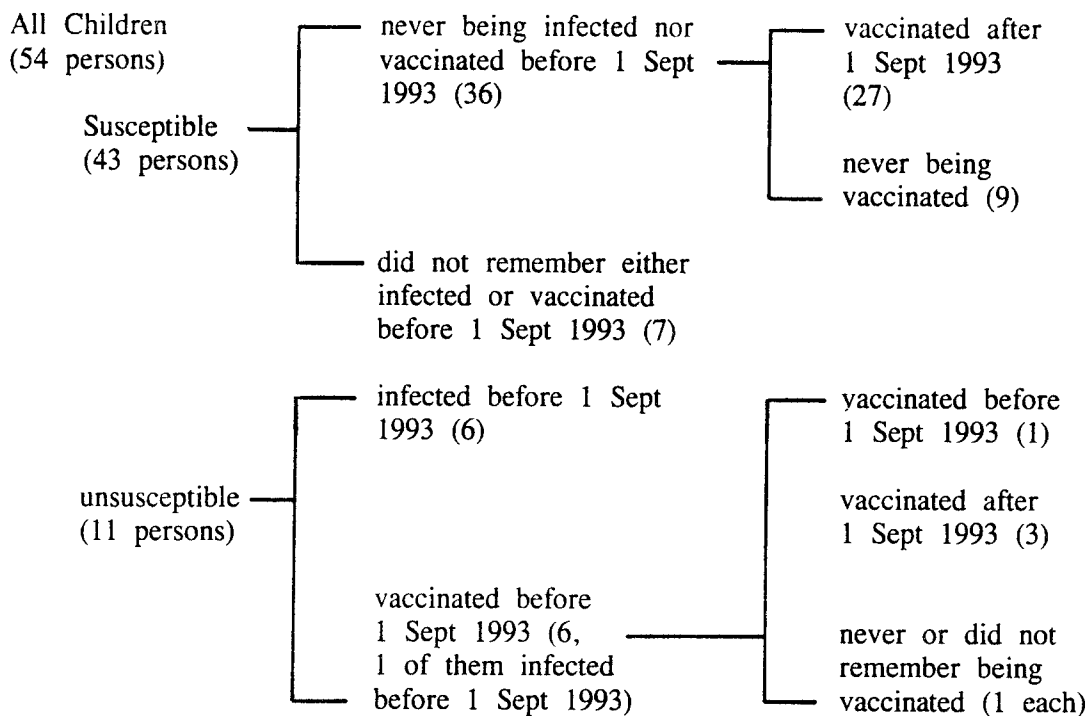 All Children
(54 persons)
Susceptible
(43 persons)
never being infected nor
vaccinated before 1 Sept
1993 (36)
vaccinated after
1 Sept 1993
(27)
never being
vaccinated (9)
did not remember either
infected or vaccinated
before 1 Sept 1993 (7)
unsusceptible
(11 persons)
infected before 1 Sept
1993 (6)
vaccinated before
1 Sept 1993 (6,
1 of them infected
before 1 Sept 1993)
yaccinated before
1 Sept 1993 (1)
vaccinated after
1 Sept 1993 (3)
never or did not
remember being
vaccinated (1 each)